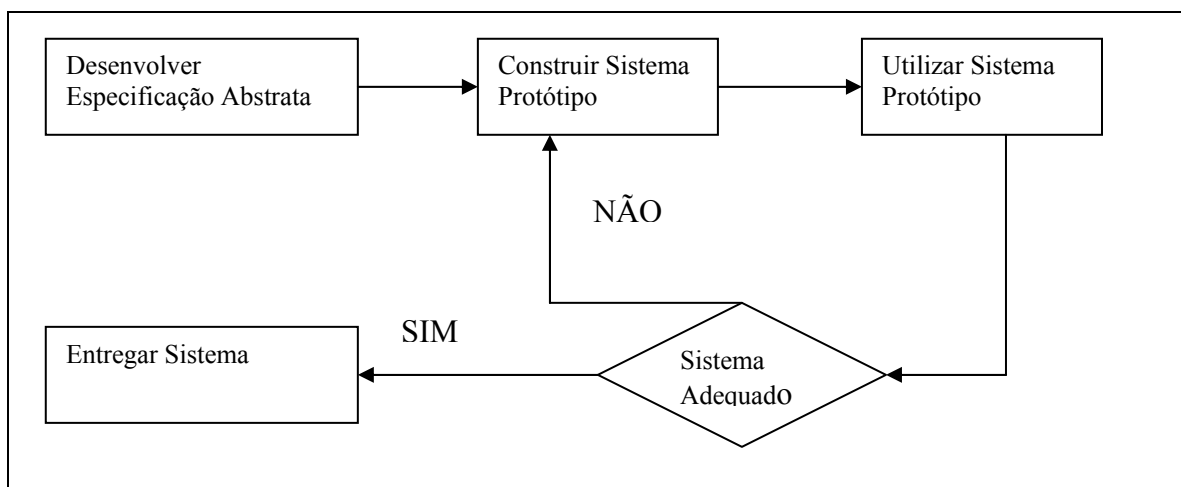 Desenvolver
Especificação Abstrata
Construir Sistema
Protótipo
Utilizar Sistema
Protótipo
NÃO
SIM
Entregar Sistema
Sistema
Adequado